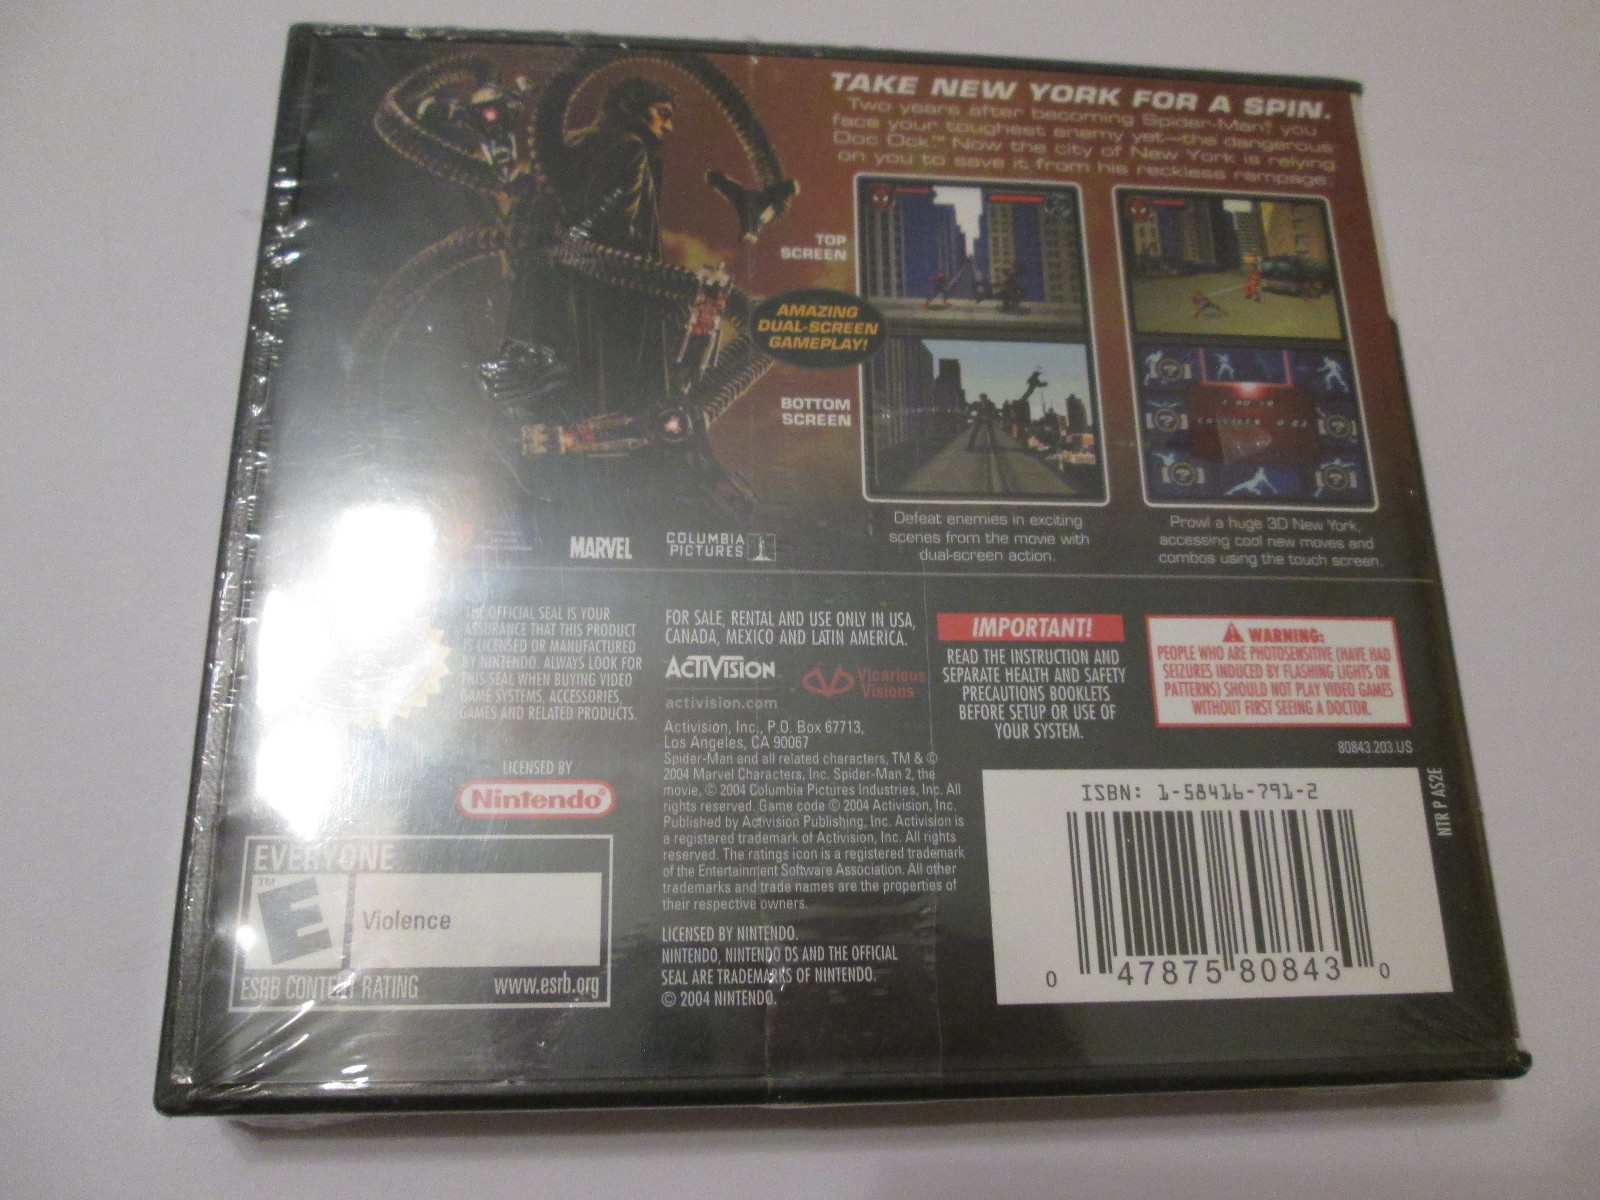 TAKE NEW YORK FOR A SPIN.
Two years after becoming Spider-Man® you
face your toughest enemy yet—the dangerous
Doc Ock.™ Now the city of New York is relying
on you to save it from his reckless rampage.
TOP
SCREEN
AMAZING
DUAL-SCREEN
GAMEPLAY!
BOTTOM
SCREEN
Defeat enemies in exciting
scenes from the movie with
dual-screen action.
Prowl a huge 3D New York,
accessing cool new moves and
combos using the touch screen.
MARVEL
COLUMBIA
PICTURES
THE OFFICIAL SEAL IS YOUR
ASSURANCE THAT THIS PRODUCT
IS LICENSED OR MANUFACTURED
BY NINTENDO. ALWAYS LOOK FOR
THIS SEAL WHEN BUYING VIDEO
GAME SYSTEMS, ACCESSORIES,
GAMES AND RELATED PRODUCTS.
LICENSED BY
Nintendo®
EVERYONE
TM
E
Violence
ESRB CONTENT RATING
www.esrb.org
FOR SALE, RENTAL AND USE ONLY IN USA,
CANADA, MEXICO AND LATIN AMERICA.
ACTIVISION
activision.com
Vicarious
Visions
Activision, Inc., P.O. Box 67713,
Los Angeles, CA 90067
Spider-Man and all related characters, TM & ©
2004 Marvel Characters, Inc. Spider-Man 2, the
movie, © 2004 Columbia Pictures Industries, Inc. All
rights reserved. Game code © 2004 Activision, Inc.
Published by Activision Publishing, Inc. Activision is
a registered trademark of Activision, Inc. All rights
reserved. The ratings icon is a registered trademark
of the Entertainment Software Association. All other
trademarks and trade names are the properties of
their respective owners.
LICENSED BY NINTENDO.
NINTENDO, NINTENDO DS AND THE OFFICIAL
SEAL ARE TRADEMARKS OF NINTENDO.
© 2004 NINTENDO.
IMPORTANT!
READ THE INSTRUCTION AND
SEPARATE HEALTH AND SAFETY
PRECAUTIONS BOOKLETS
BEFORE SETUP OR USE OF
YOUR SYSTEM.
WARNING:
PEOPLE WHO ARE PHOTOSENSITIVE (HAVE HAD
SEIZURES INDUCED BY FLASHING LIGHTS OR
PATTERNS) SHOULD NOT PLAY VIDEO GAMES
WITHOUT FIRST SEEING A DOCTOR.
80843.203.US
NTR P AS2E
ISBN: 1-58416-791-2
0 47875 80843 0